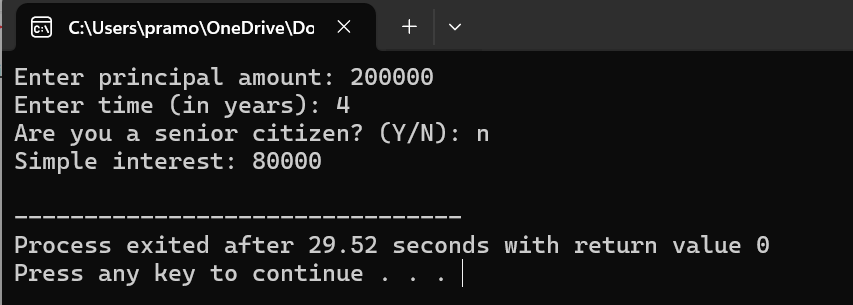 C:\Users\pramo\OneDrive\Do
Enter principal amount: 200000
Enter time (in years): 4
Are you a senior citizen? (Y/N): n
Simple interest: 80000
--------------------------------
Process exited after 29.52 seconds with return value 0
Press any key to continue . . .